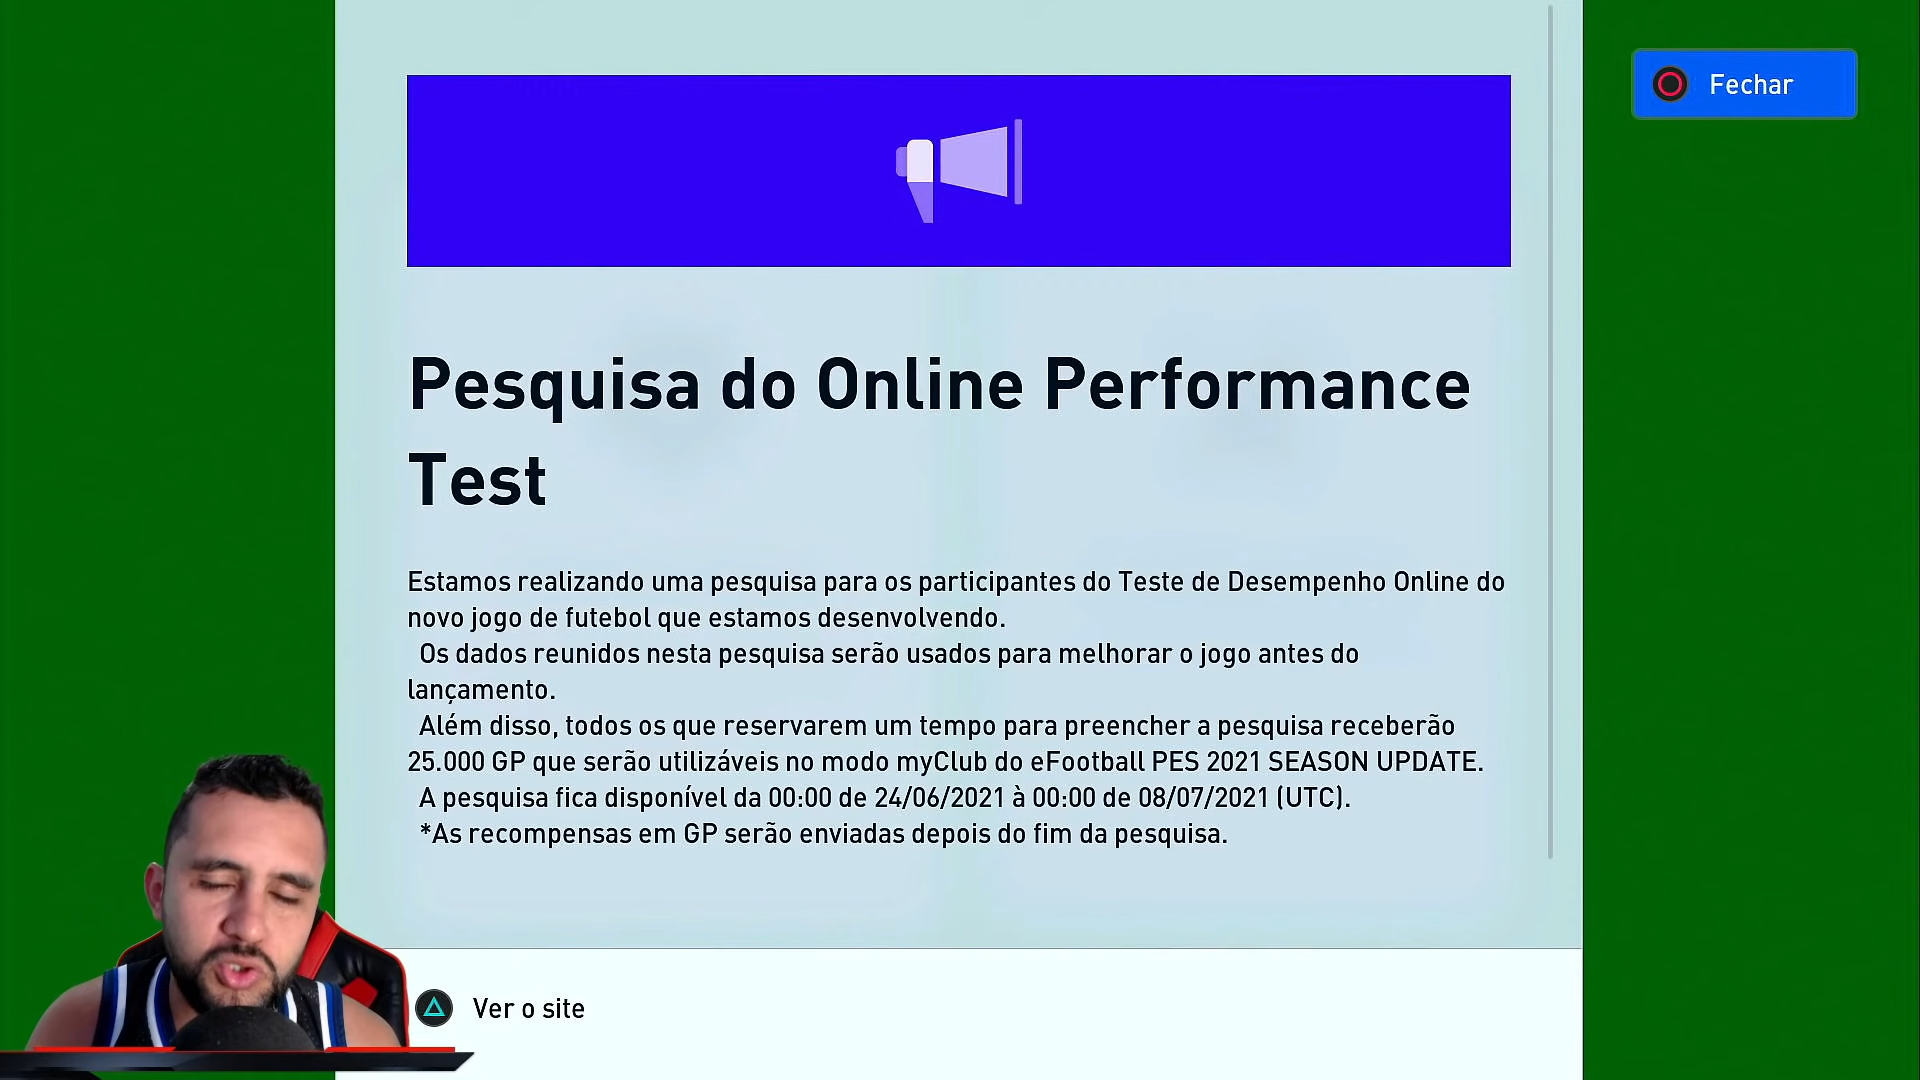 Fechar
Pesquisa do Online Performance
Test
Estamos realizando uma pesquisa para os participantes do Teste de Desempenho Online do
novo jogo de futebol que estamos desenvolvendo.
Os dados reunidos nesta pesquisa serão usados para melhorar o jogo antes do
lançamento.
Além disso, todos os que reservarem um tempo para preencher a pesquisa receberão
25.000 GP que serão utilizáveis no modo myClub do eFootball PES 2021 SEASON UPDATE.
A pesquisa fica disponível da 00:00 de 24/06/2021 à 00:00 de 08/07/2021 (UTC).
*As recompensas em GP serão enviadas depois do fim da pesquisa.
Ver o site